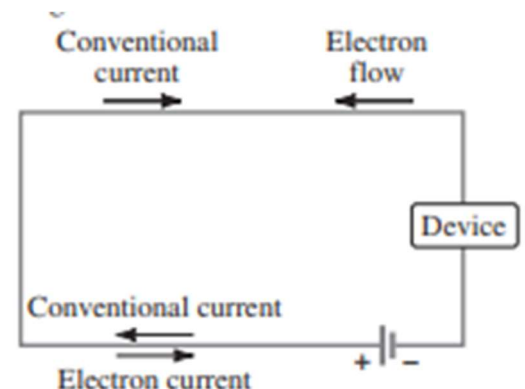 Conventional
current
Electron
flow
Device
Conventional current
+ –
Electron current